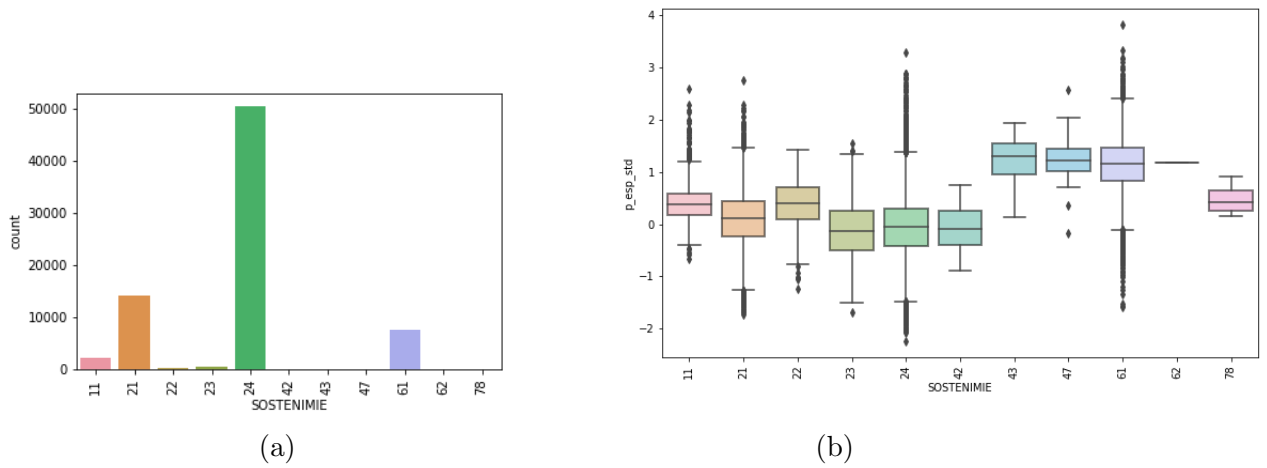 50000
40000
30000
20000
10000
0
count
11 21 22 23 24 42 43 47 61 62 78
SOSTENIMIE
(a)
4
3
2
1
0
−1
−2
p_esp_std
11 21 22 23 24 42 43 47 61 62 78
SOSTENIMIE
(b)